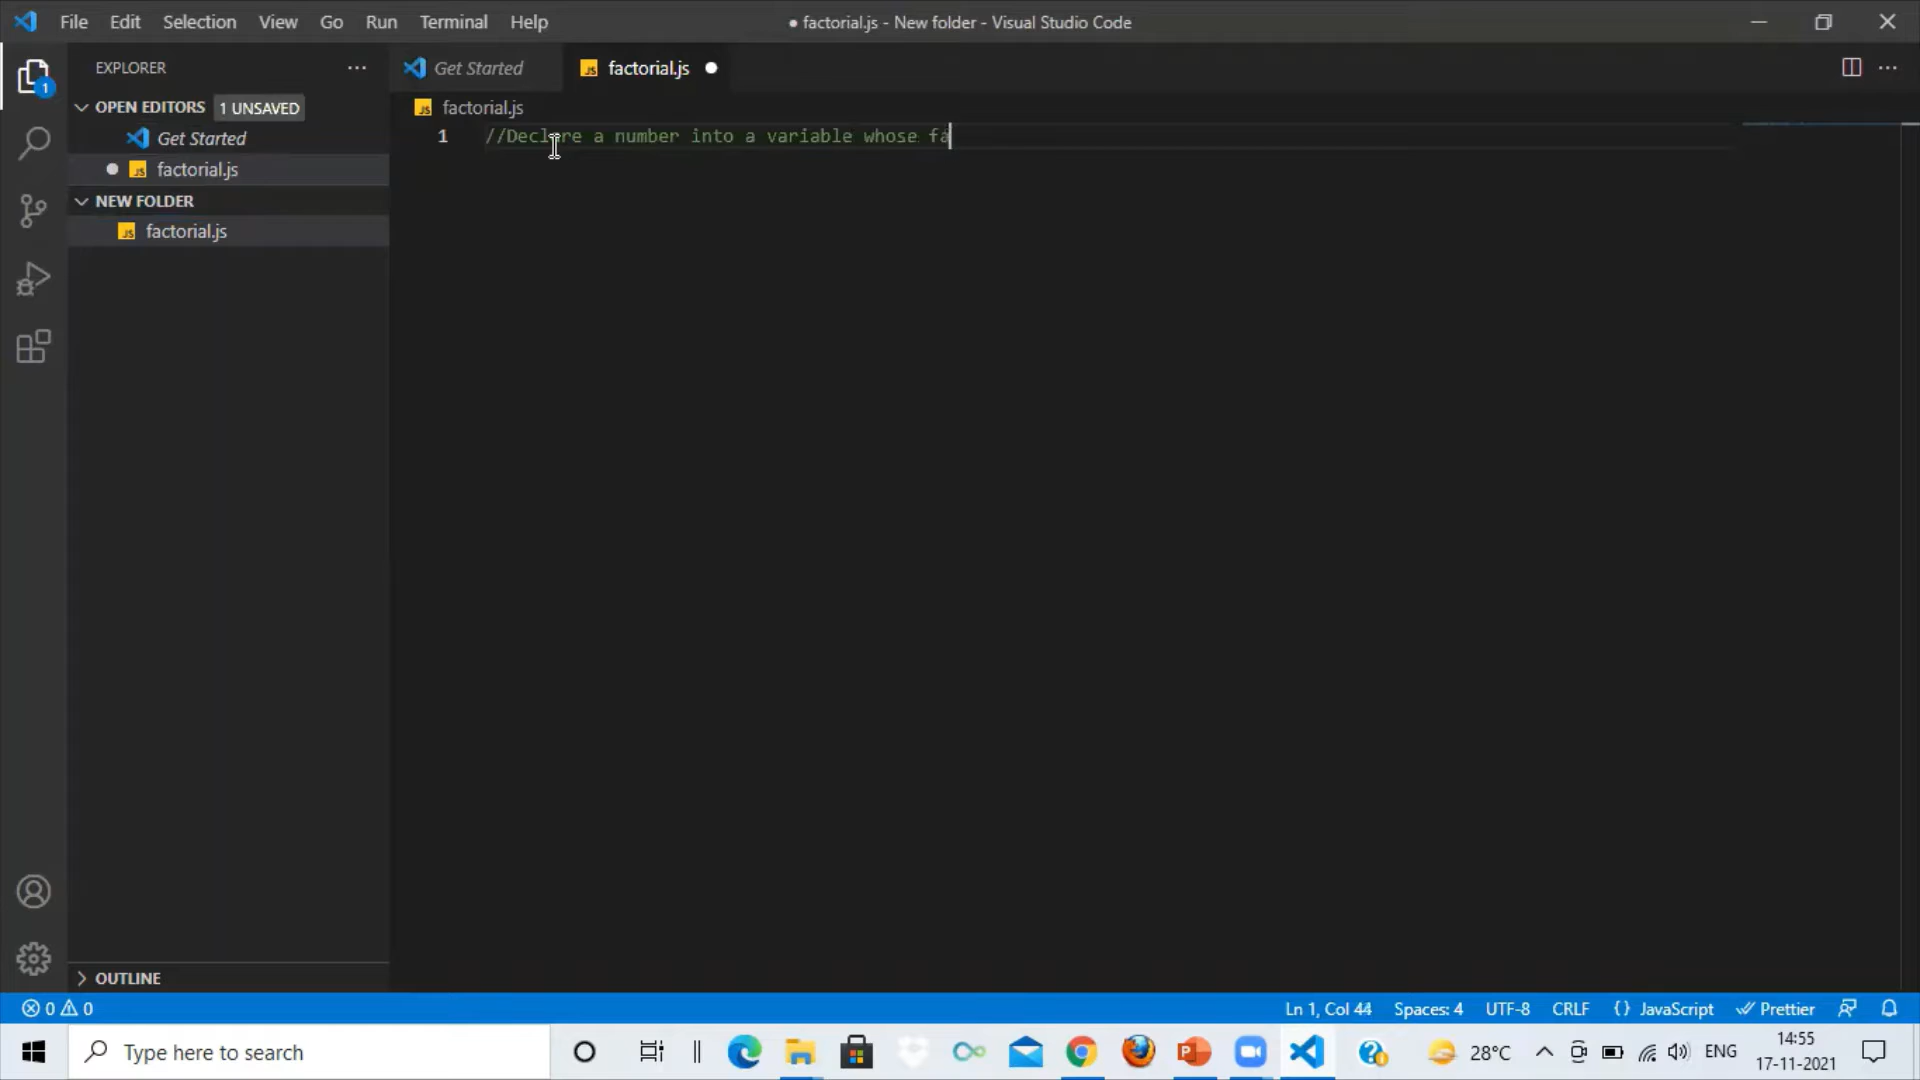 File Edit Selection View Go Run Terminal Help
● factorial.js - New folder - Visual Studio Code
EXPLORER
Get Started
factorial.js
OPEN EDITORS
1 UNSAVED
Get Started
factorial.js
NEW FOLDER
factorial.js
OUTLINE
JS factorial.js
1
//Declare a number into a variable whose fa
0 0
Ln 1, Col 44
Spaces: 4
UTF-8
CRLF
{} JavaScript
Prettier
Type here to search
28°C
ENG
14:55
17-11-2021
1